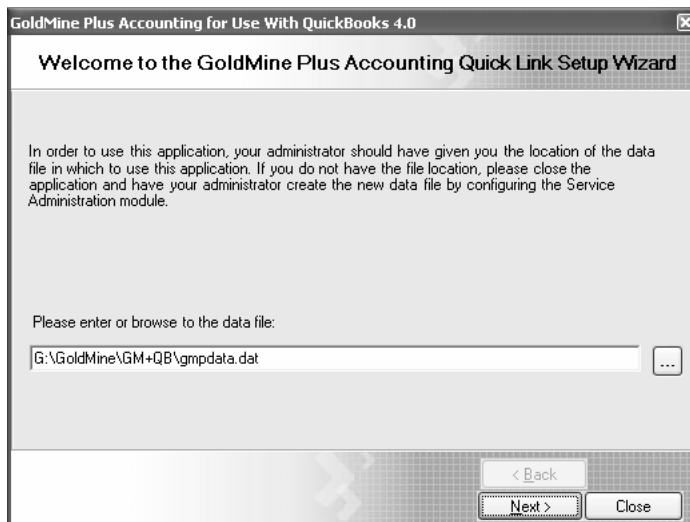 GoldMine Plus Accounting for Use With QuickBooks 4.0
Welcome to the GoldMine Plus Accounting Quick Link Setup Wizard
In order to use this application, your administrator should have given you the location of the data
file in which to use this application. If you do not have the file location, please close the
application and have your administrator create the new data file by configuring the Service
Administration module.
Please enter or browse to the data file:
G:\GoldMine\GM+QB\gmpdata.dat
...
< Back
Next >
Close